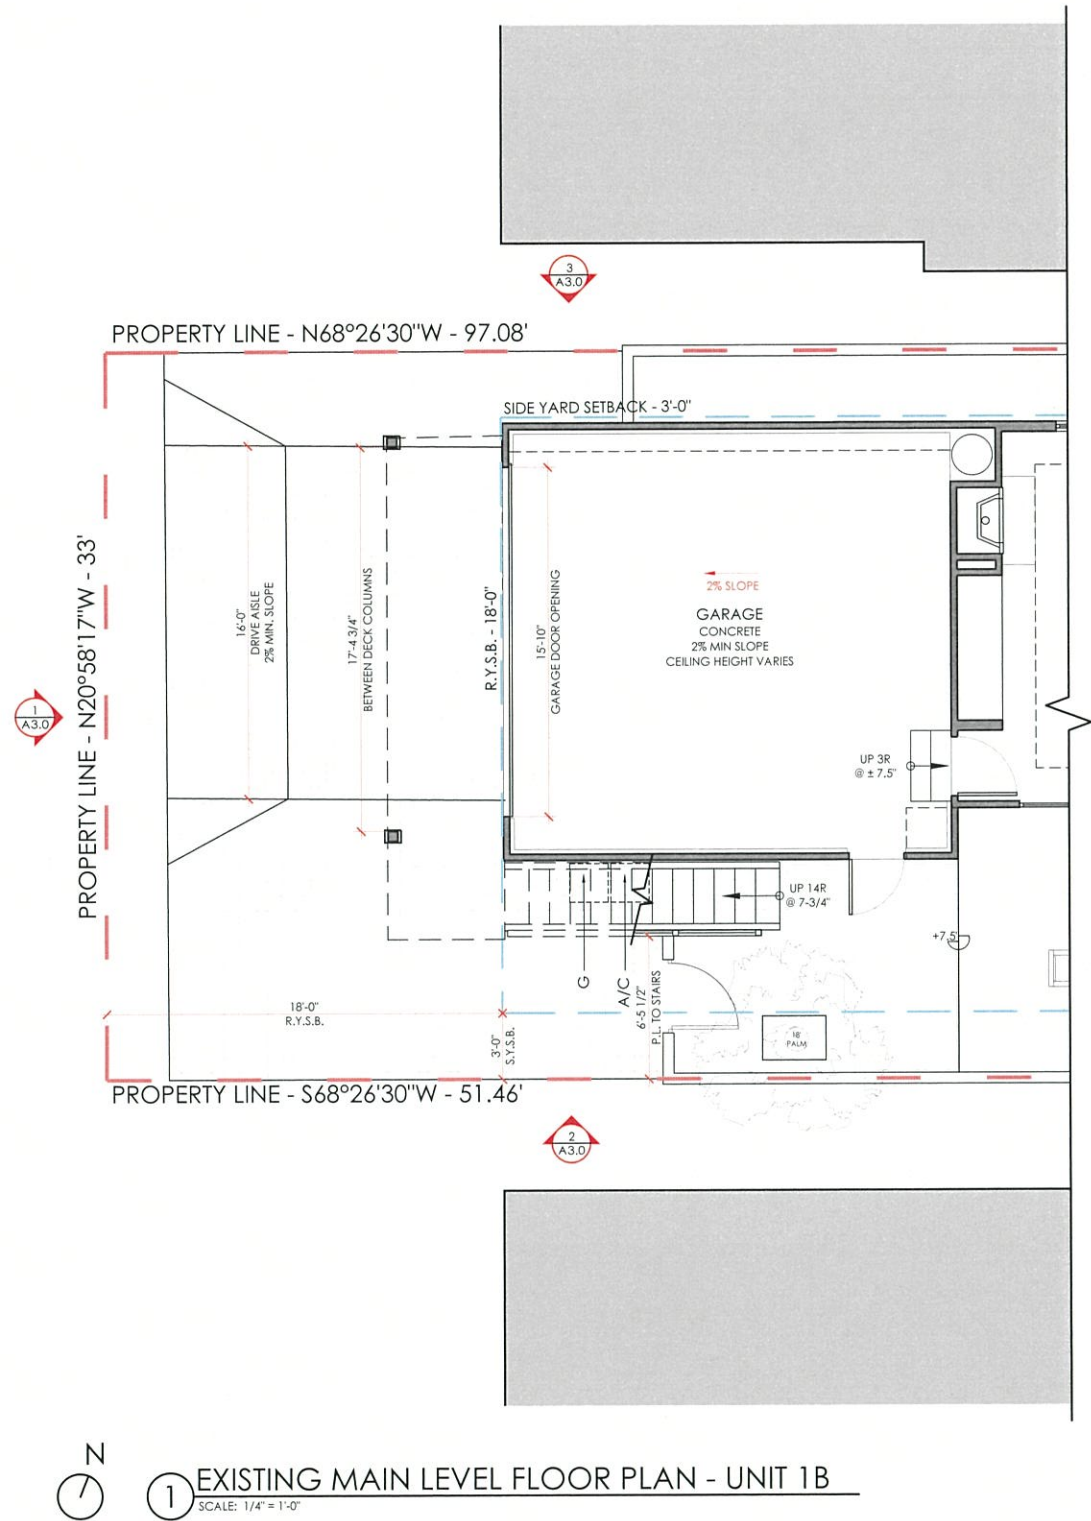 3
A3.0
PROPERTY LINE - N68°26'30"W - 97.08'
SIDE YARD SETBACK - 3'-0"
16'-0"
DRIVE AISLE
2% MIN. SLOPE
17'-4 3/4"
BETWEEN DECK COLUMNS
R.Y.S.B. - 18'-0"
15'-10"
GARAGE DOOR OPENING
2% SLOPE
GARAGE
CONCRETE
2% MIN SLOPE
CEILING HEIGHT VARIES
1
A3.0
PROPERTY LINE - N20°58'17"W - 33'
UP 3R
@ ± 7.5"
UP 14R
@ 7-3/4"
+7.5"
G
A/C
6'-5 1/2"
P.L. TO STAIRS
18'-0"
R.Y.S.B.
3'-0"
S.Y.S.B.
18'
PALM
PROPERTY LINE - S68°26'30"W - 51.46'
2
A3.0
N
1
EXISTING MAIN LEVEL FLOOR PLAN - UNIT 1B
SCALE: 1/4" = 1'-0"